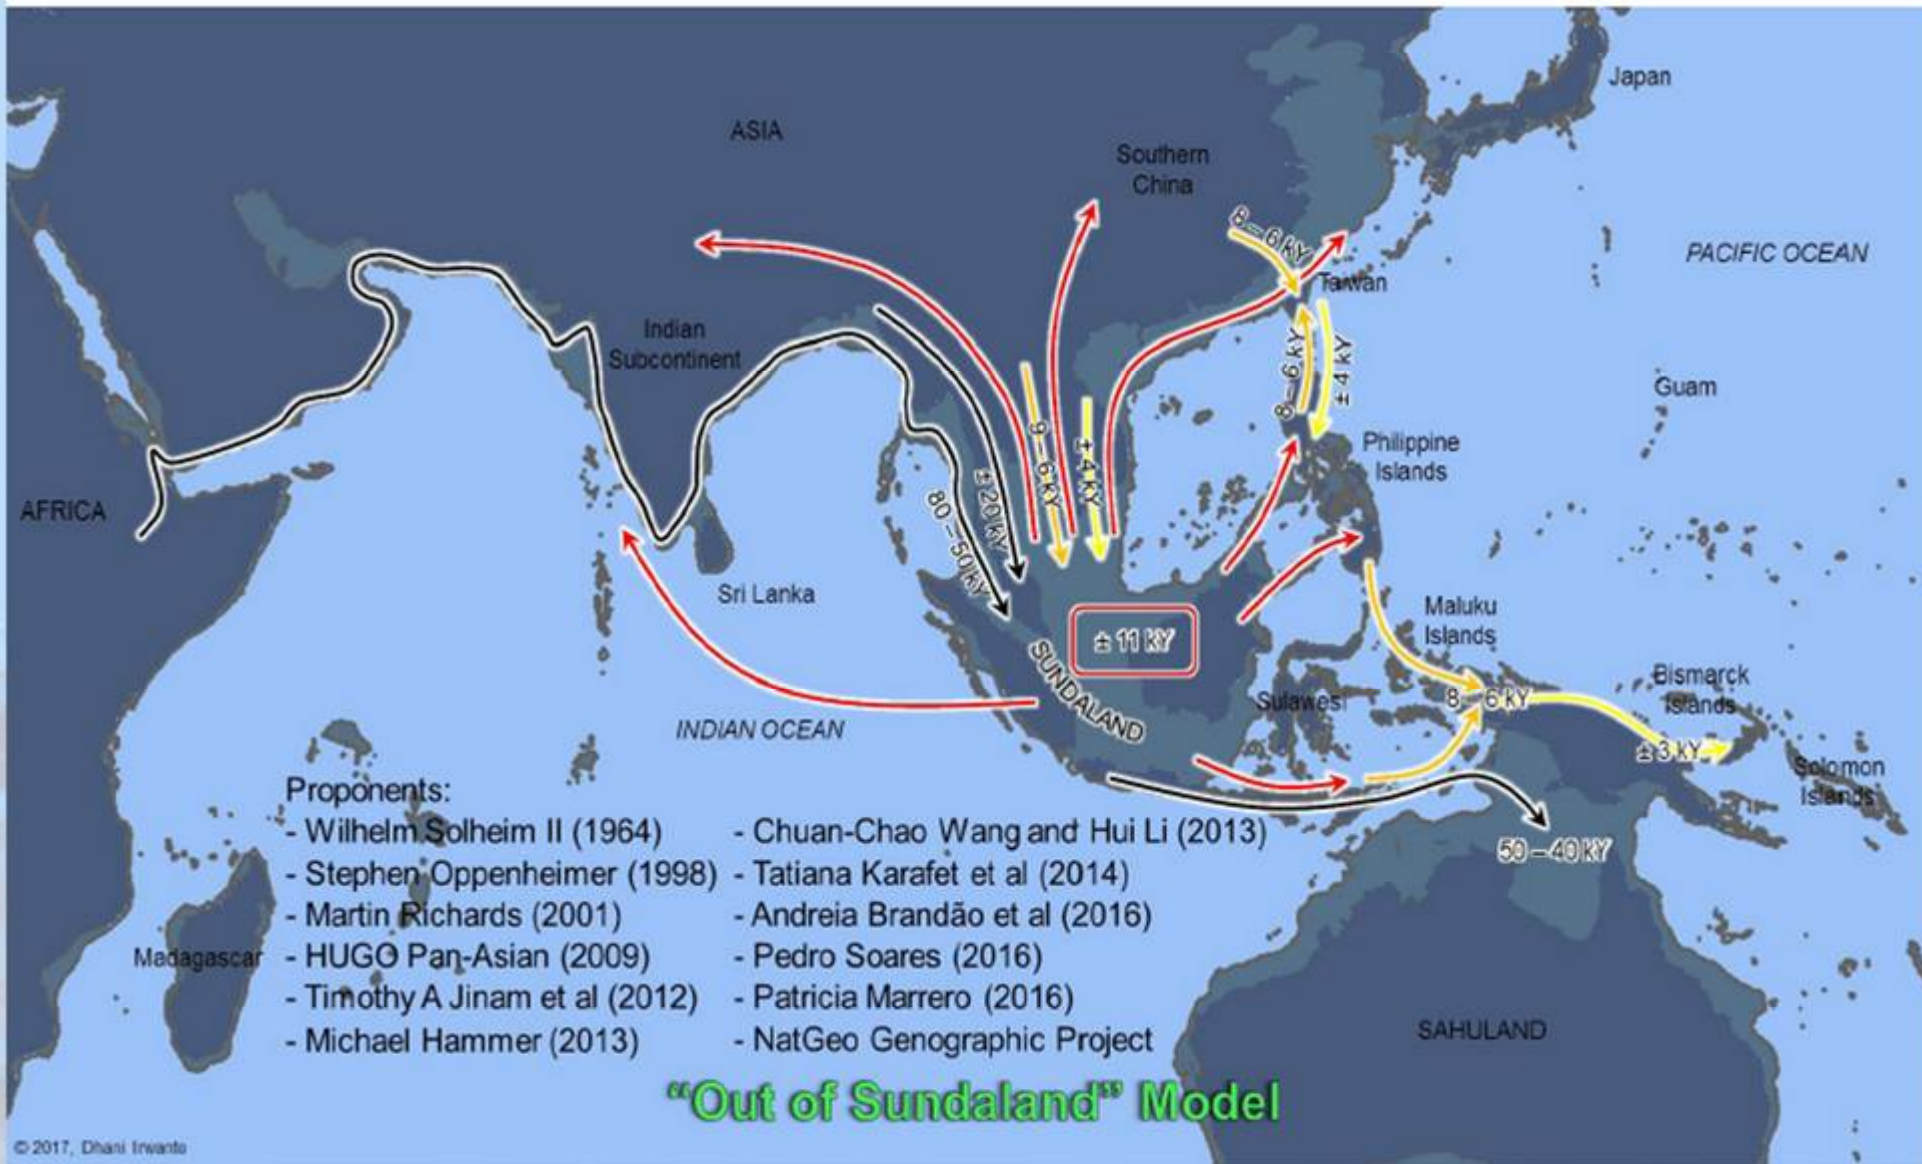 Japan
ASIA
Southern
China
PACIFIC OCEAN
8 – 6 kY
Taiwan
Indian
Subcontinent
8 – 6 kY
± 4 kY
Guam
9 – 6 kY
± 4 kY
Philippine
Islands
AFRICA
± 20 kY
80 – 50 kY
Sri Lanka
Maluku
Islands
± 11 kY
SUNDALAND
Bismarck
Islands
Sulawesi
8 – 6 kY
INDIAN OCEAN
± 3 kY
Solomon
Islands
50 – 40 kY
Proponents:
- Wilhelm Solheim II (1964)
- Stephen Oppenheimer (1998)
- Martin Richards (2001)
- HUGO Pan-Asian (2009)
- Timothy A Jinam et al (2012)
- Michael Hammer (2013)
- Chuan-Chao Wang and Hui Li (2013)
- Tatiana Karafet et al (2014)
- Andreia Brandão et al (2016)
- Pedro Soares (2016)
- Patricia Marrero (2016)
- NatGeo Genographic Project
Madagascar
SAHULAND
“Out of Sundaland” Model
© 2017, Dhani Irwanto